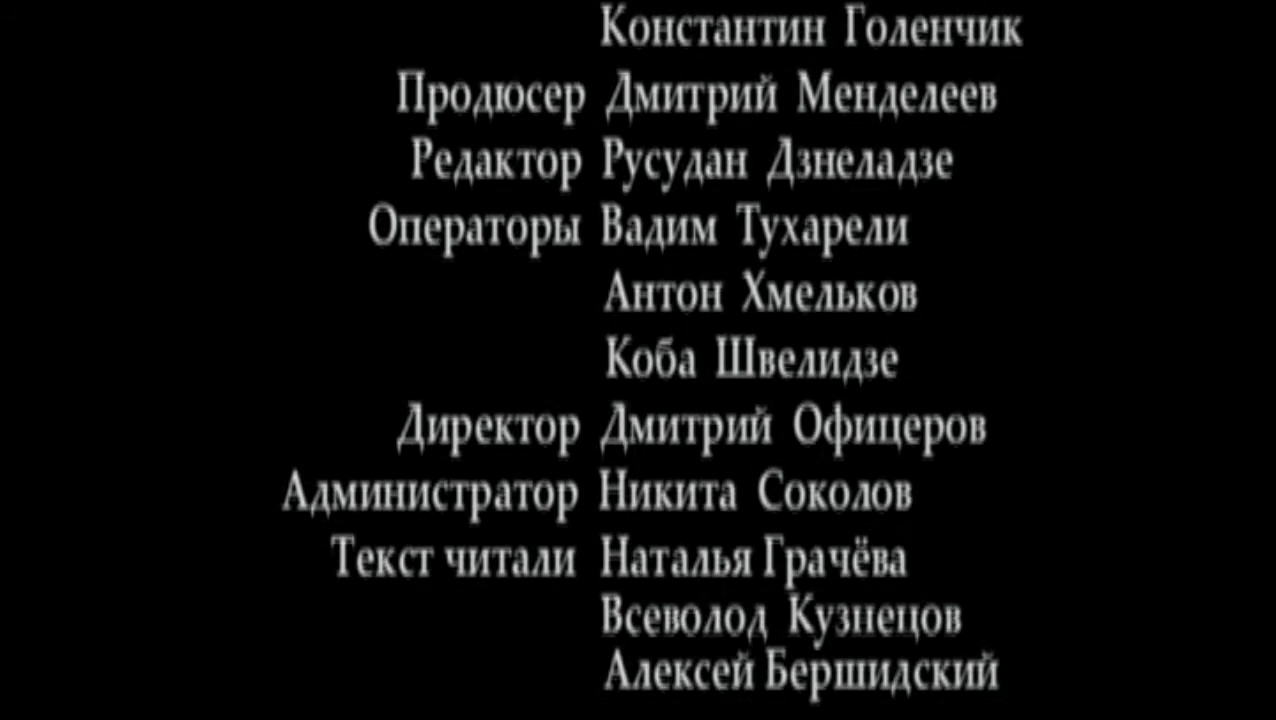 Константин Голенчик
Продюсер Дмитрий Менделеев
Редактор Русудан Дзнеладзе
Операторы Вадим Тухарели
Антон Хмельков
Коба Швелидзе
Директор Дмитрий Офицеров
Администратор Никита Соколов
Текст читали Наталья Грачёва
Всеволод Кузнецов
Алексей Бершидский